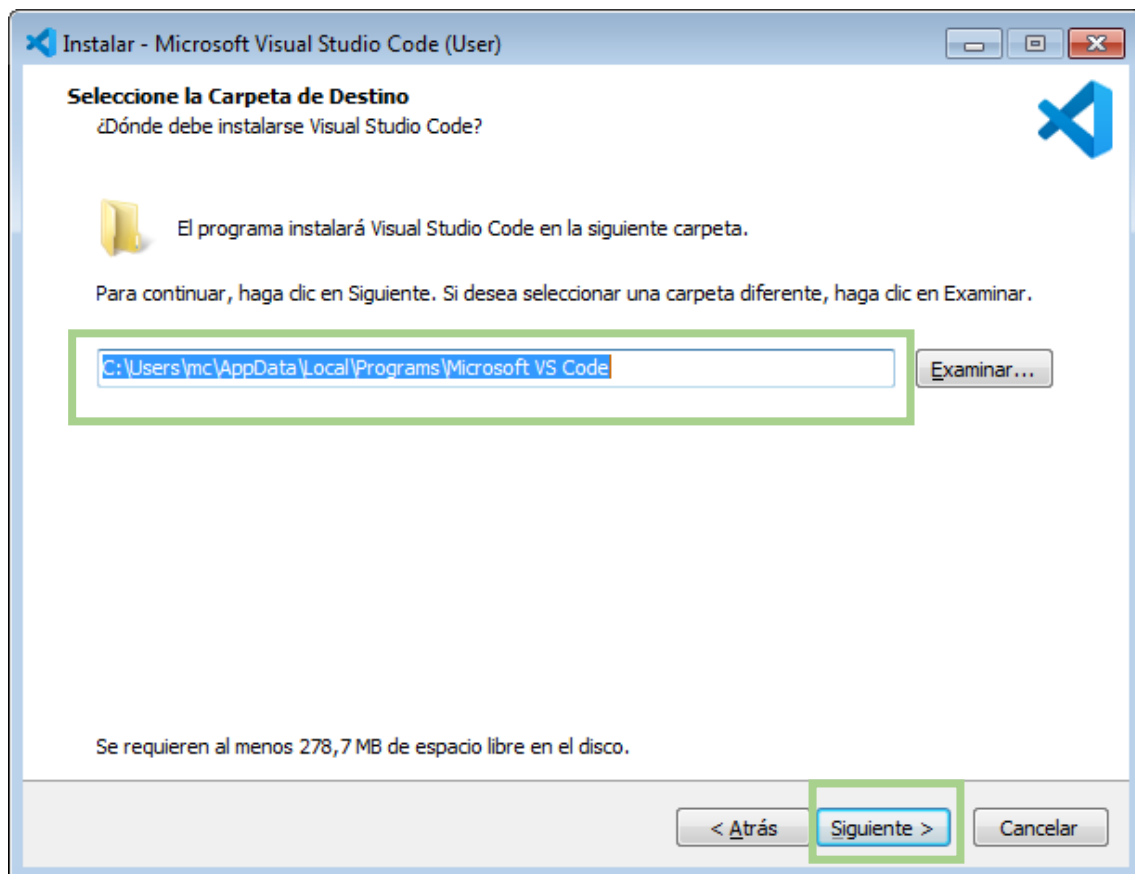 Instalar - Microsoft Visual Studio Code (User)
Seleccione la Carpeta de Destino
¿Dónde debe instalarse Visual Studio Code?
El programa instalará Visual Studio Code en la siguiente carpeta.
Para continuar, haga clic en Siguiente. Si desea seleccionar una carpeta diferente, haga clic en Examinar.
C:\Users\mc\AppData\Local\Programs\Microsoft VS Code
Examinar...
Se requieren al menos 278,7 MB de espacio libre en el disco.
< Atrás
Siguiente >
Cancelar